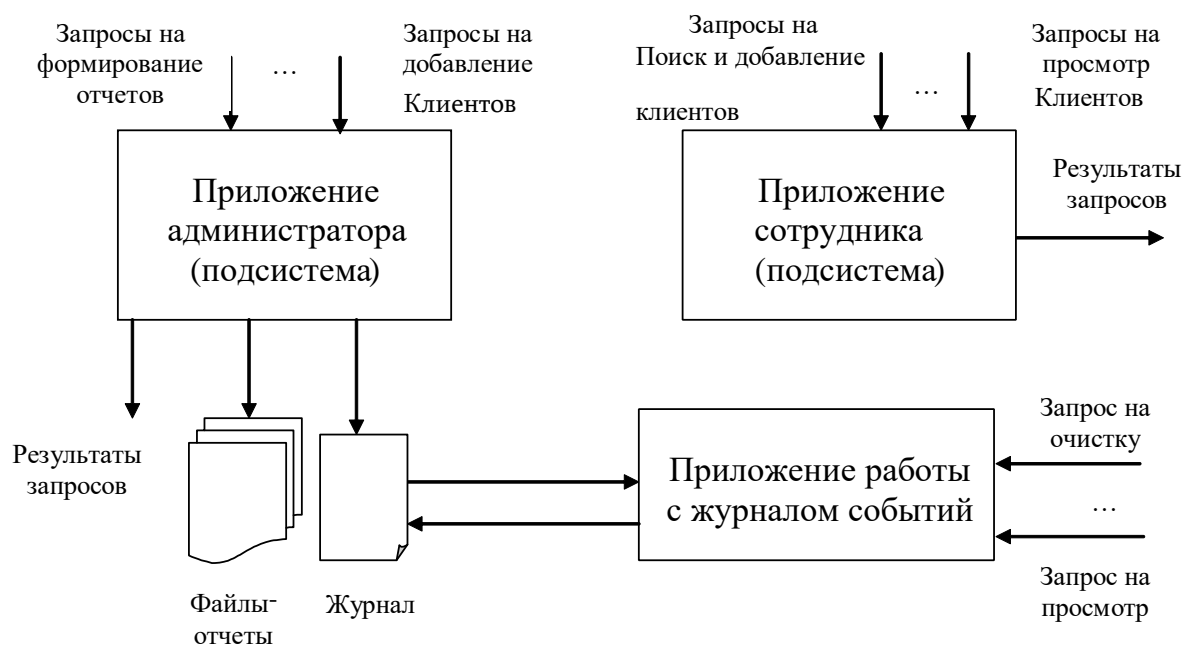 Запросы на
формирование
отчетов
…
Запросы на
добавление
Клиентов
Запросы на
Поиск и добавление
клиентов
…
Запросы на
просмотр
Клиентов
Приложение
администратора
(подсистема)
Приложение
сотрудника
(подсистема)
Результаты
запросов
Результаты
запросов
Файлы-
отчеты
Журнал
Приложение работы
с журналом событий
Запрос на
очистку
…
Запрос на
просмотр